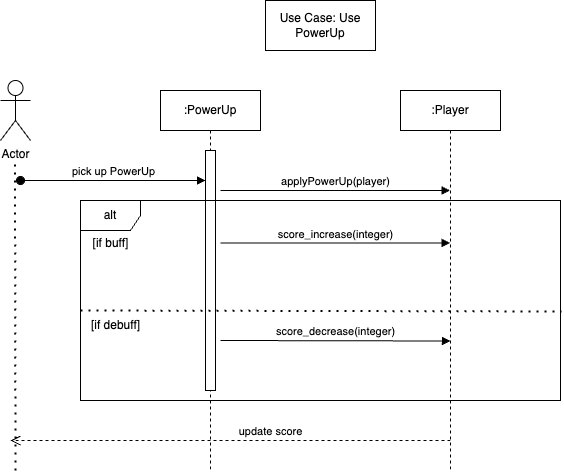 Use Case: Use
PowerUp
:PowerUp
:Player
Actor
pick up PowerUp
applyPowerUp(player)
alt
[if buff]
score_increase(integer)
[if debuff]
score_decrease(integer)
update score